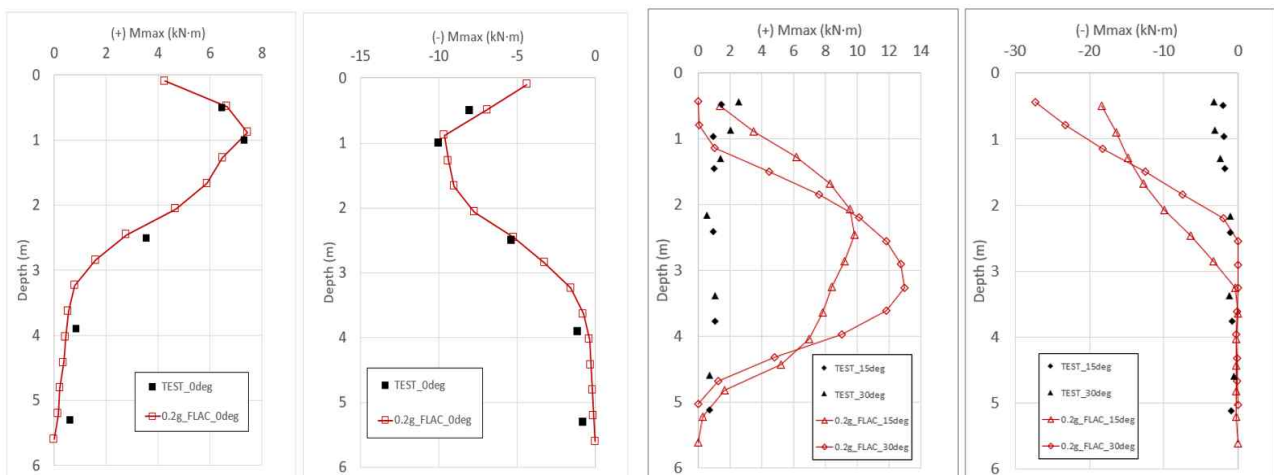 (+) Mmax (kN·m)
0 2 4 6 8
0
1
2
3
4
5
6
Depth (m)
TEST_0deg
0.2g_FLAC_0deg
(-) Mmax (kN·m)
-15 -10 -5 0
0
1
2
3
4
5
6
Depth (m)
TEST_0deg
0.2g_FLAC_0deg
(+) Mmax (kN·m)
0 2 4 6 8 10 12 14
0
1
2
3
4
5
6
Depth (m)
TEST_15deg
TEST_30deg
0.2g_FLAC_15deg
0.2g_FLAC_30deg
(-) Mmax (kN·m)
-30 -20 -10 0
0
1
2
3
4
5
6
Depth (m)
TEST_15deg
TEST_30deg
0.2g_FLAC_15deg
0.2g_FLAC_30deg